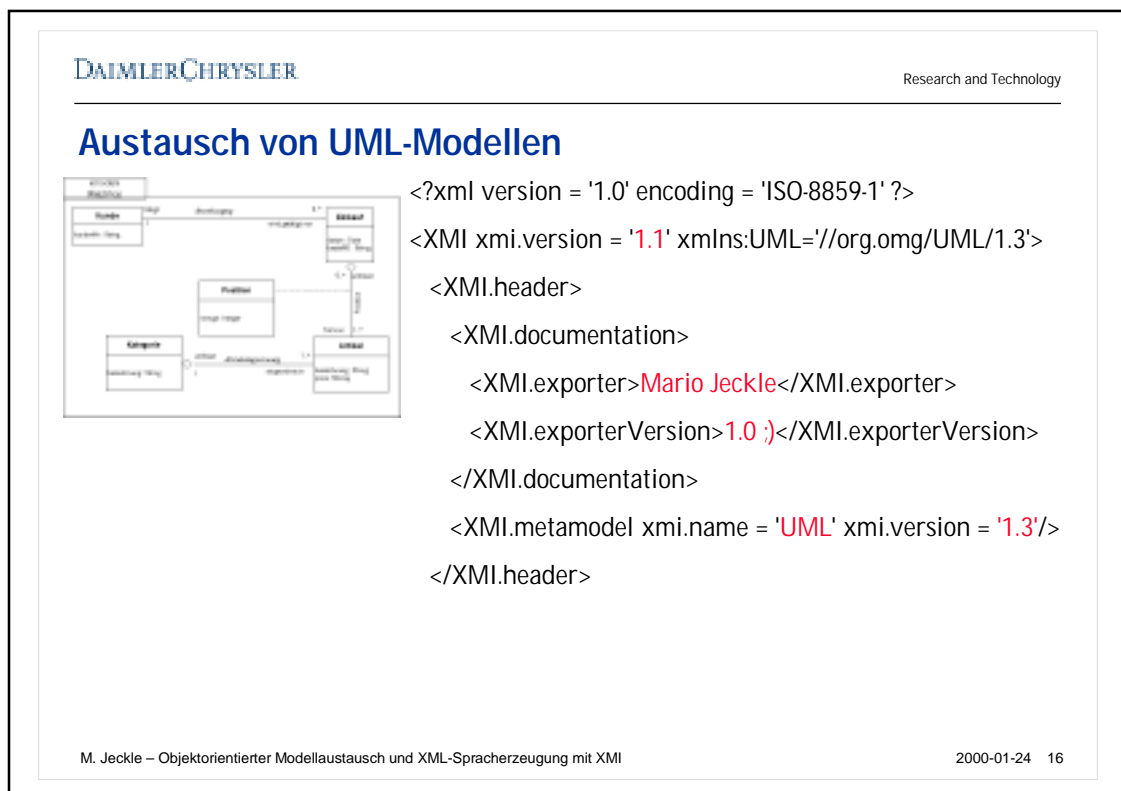 DAIMLERCHRYSLER
Research and Technology
Austausch von UML-Modellen
<?xml version = '1.0' encoding = 'ISO-8859-1' ?>
<XMI xmi.version = '1.1' xmlns:UML='//org.omg/UML/1.3'>
<XMI.header>
<XMI.documentation>
<XMI.exporter>Mario Jeckle</XMI.exporter>
<XMI.exporterVersion>1.0 ;)</XMI.exporterVersion>
</XMI.documentation>
<XMI.metamodel xmi.name = 'UML' xmi.version = '1.3'/>
</XMI.header>
Kunde
Position
Kategorie
M. Jeckle – Objektorientierter Modellaustausch und XML-Spracherzeugung mit XMI
2000-01-24 16